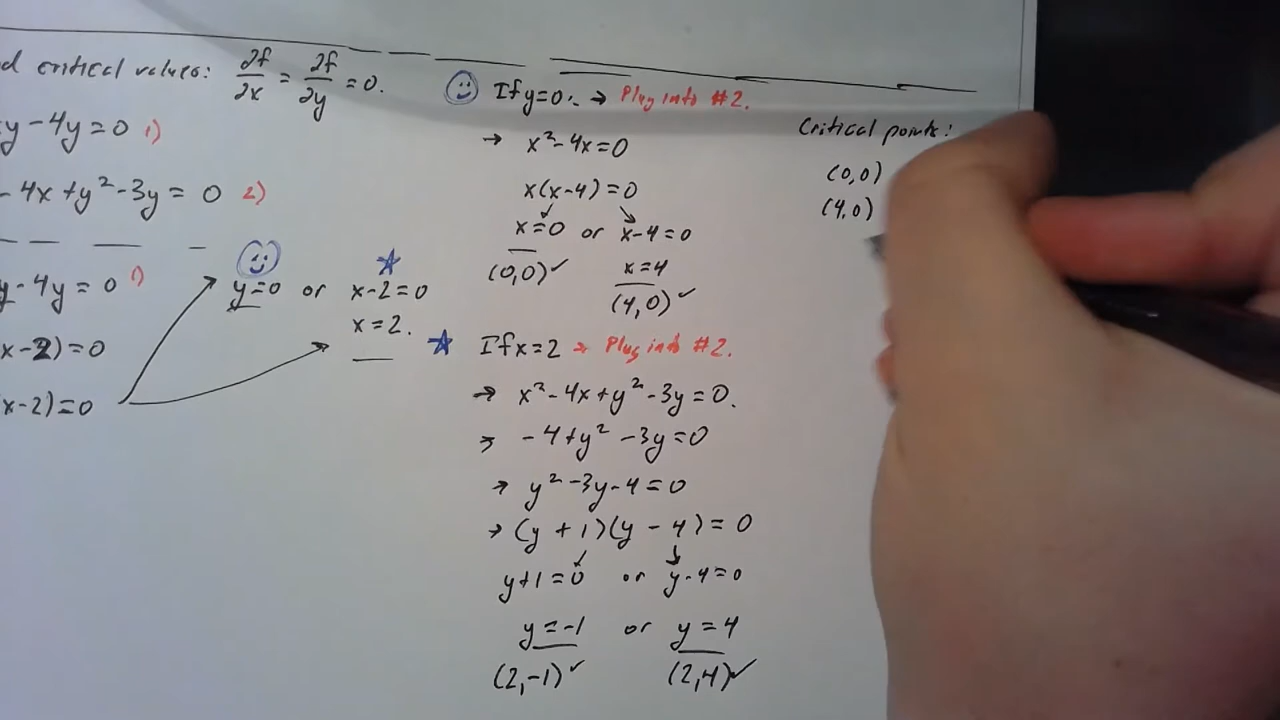 d critical values: ∂f/∂x = ∂f/∂y = 0.
y - 4y = 0 1)
- 4x + y² - 3y = 0 2)
y - 4y = 0 1)
x - 2) = 0
x - 2) = 0
y = 0 or x - 2 = 0
x = 2.
If y = 0. → Plug into #2.
→ x² - 4x = 0
x(x - 4) = 0
x = 0 or x - 4 = 0
(0,0) ✓ x = 4
(4,0) ✓
If x = 2 → Plug into #2.
→ x² - 4x + y² - 3y = 0.
→ - 4 + y² - 3y = 0
→ y² - 3y - 4 = 0
→ (y + 1)(y - 4) = 0
y + 1 = 0 or y - 4 = 0
y = -1 or y = 4
(2,-1) ✓ (2,4) ✓
Critical points:
(0,0)
(4,0)